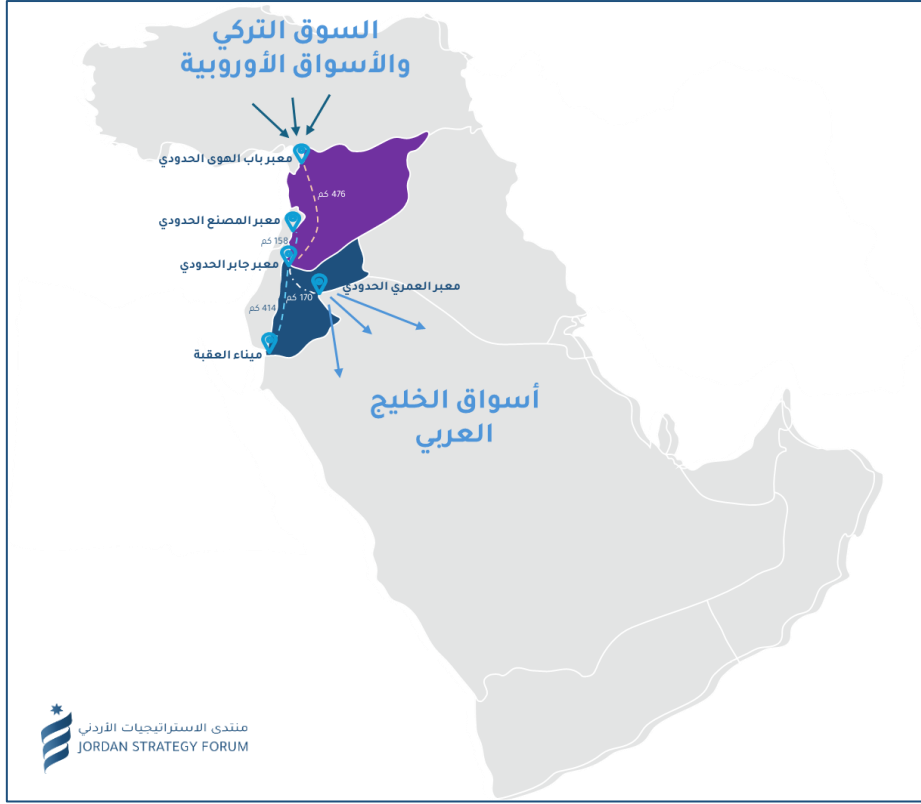 السوق التركي
والأسواق الأوروبية
معبر باب الهوى الحدودي
476 كم
معبر المصنع الحدودي
158 كم
معبر جابر الحدودي
معبر العمري الحدودي
170 كم
414 كم
ميناء العقبة
أسواق الخليج
العربي
منتدى الاستراتيجيات الأردني
JORDAN STRATEGY FORUM